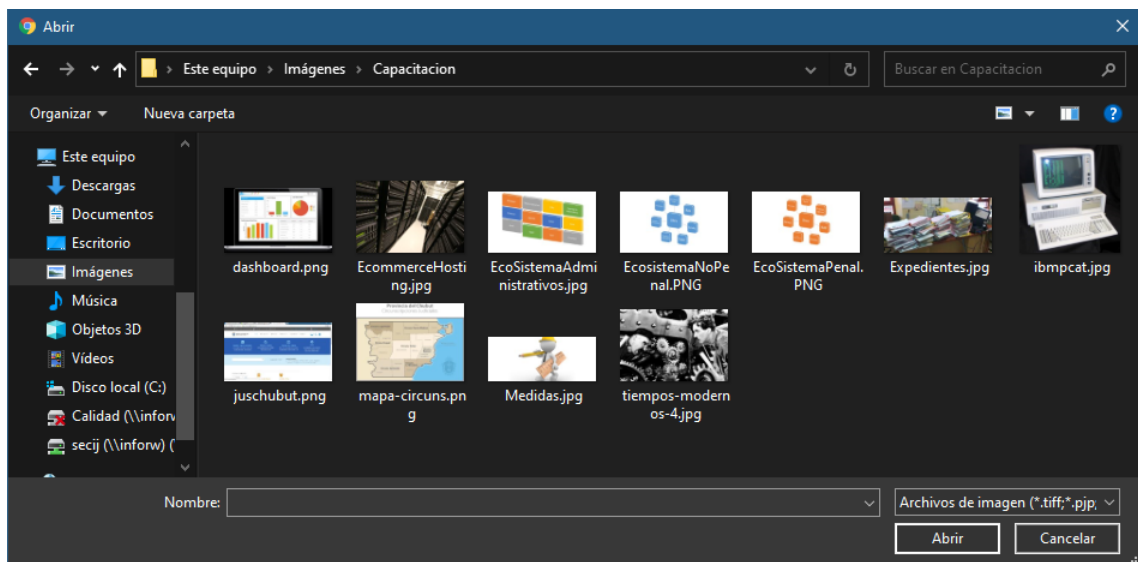 Abrir
Este equipo > Imágenes > Capacitacion
Buscar en Capacitacion
Organizar
Nueva carpeta
Este equipo
Descargas
Documentos
Escritorio
Imágenes
Música
Objetos 3D
Vídeos
Disco local (C:)
Calidad (\\inforw
secij (\\inforw) (
dashboard.png
EcommerceHosti
ng.jpg
EcoSistemaAdmi
nistrativos.jpg
EcosistemaNoPe
nal.PNG
EcoSistemaPenal.
PNG
Expedientes.jpg
ibmpcat.jpg
juschubut.png
mapa-circuns.pn
g
Medidas.jpg
tiempos-modern
os-4.jpg
Nombre:
Archivos de imagen (*.tiff;*.pjp;
Abrir
Cancelar